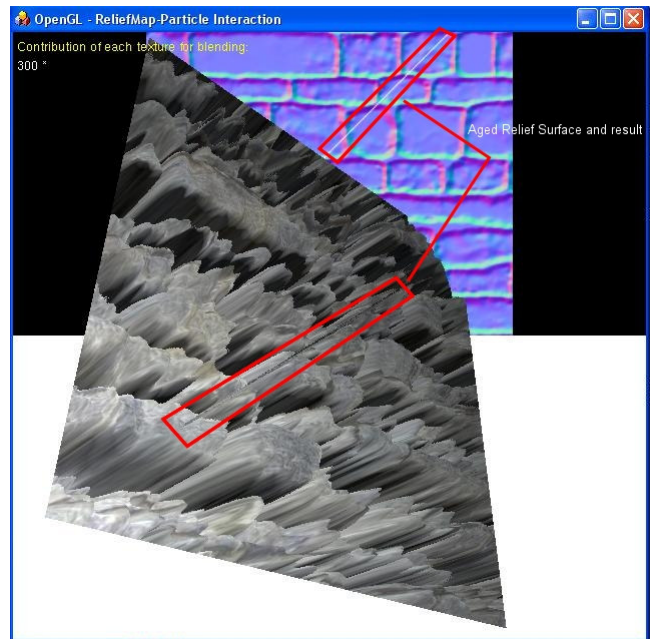 OpenGL - ReliefMap-Particle Interaction
Contribution of each texture for blending:
300 °
Aged Relief Surface and result